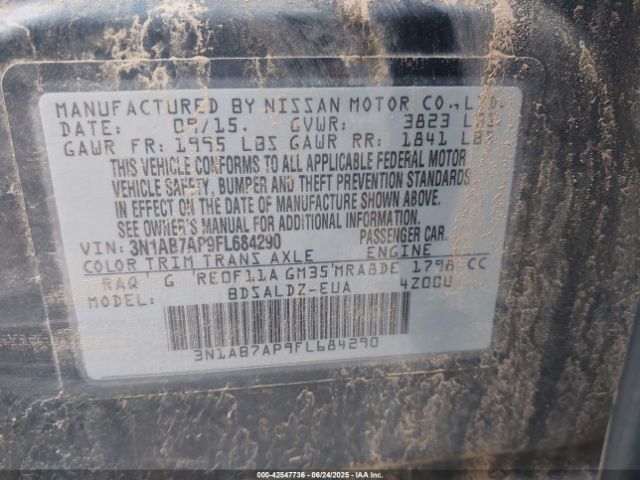 MANUFACTURED BY NISSAN MOTOR CO., LTD.
DATE: 09/15. GVWR: 3823 LBS
GAWR FR: 1995 LBS GAWR RR: 1841 LBS
THIS VEHICLE CONFORMS TO ALL APPLICABLE FEDERAL MOTOR
VEHICLE SAFETY, BUMPER AND THEFT PREVENTION STANDARDS
IN EFFECT ON THE DATE OF MANUFACTURE SHOWN ABOVE.
SEE OWNER'S MANUAL FOR ADDITIONAL INFORMATION.
VIN: 3N1AB7AP9FL684290 PASSENGER CAR.
COLOR TRIM TRANS AXLE ENGINE
RAQ G RE0F11A GM35 MRA8DE 1798 CC
MODEL: BDSALDZ-EUA 4Z00U
3N1AB7AP9FL684290
000-42547736 - 06/24/2025 - IAA Inc.